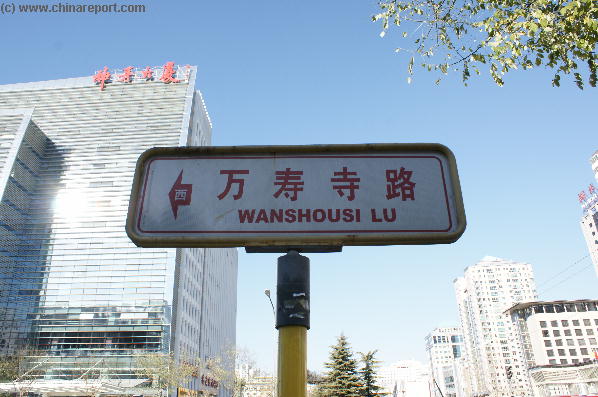 (c) www.chinareport.com
西 万寿寺路
WANSHOUSI LU